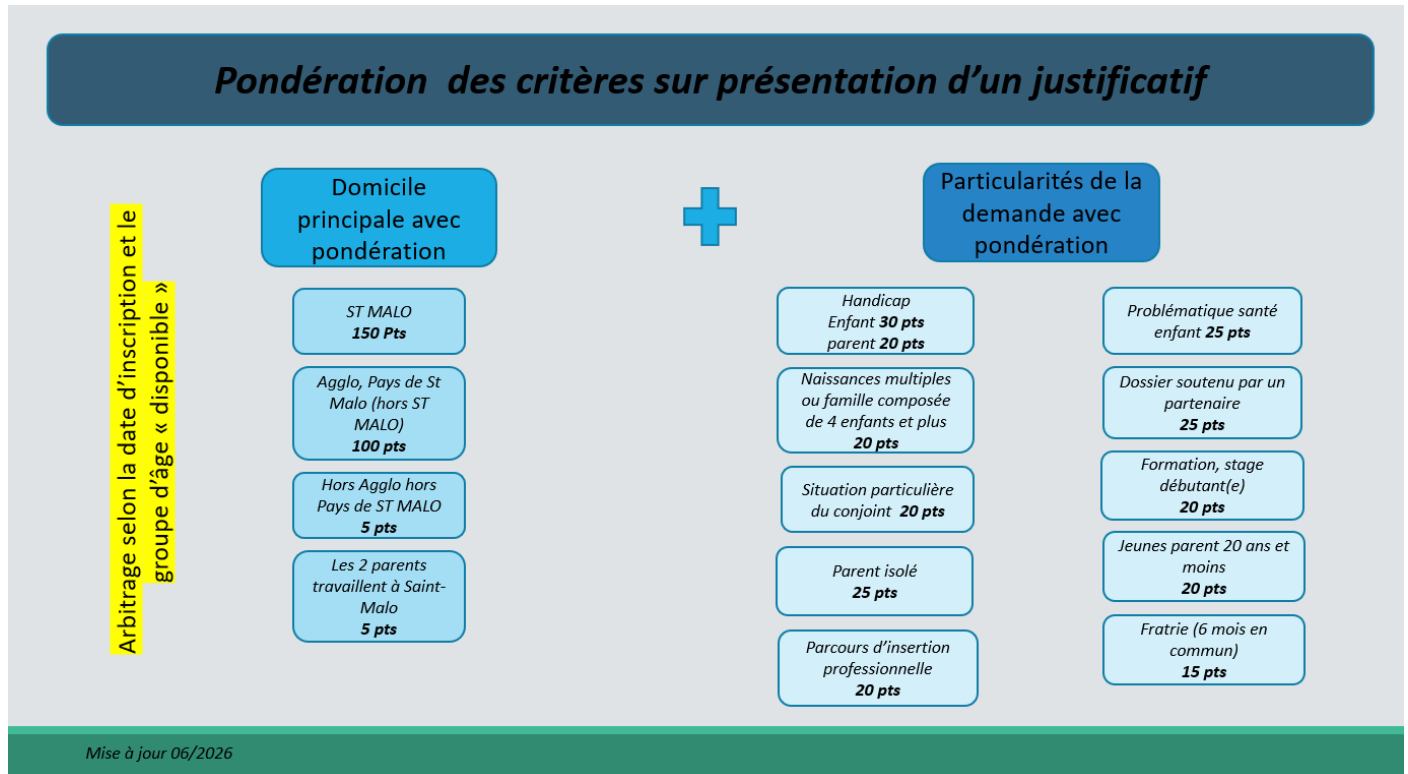 Pondération des critères sur présentation d’un justificatif
Arbitrage selon la date d’inscription et le
groupe d’âge « disponible »
Domicile
principale avec
pondération
ST MALO
150 Pts
Agglo, Pays de St
Malo (hors ST
MALO)
100 pts
Hors Agglo hors
Pays de ST MALO
5 pts
Les 2 parents
travaillent à Saint-
Malo
5 pts
Particularités de la
demande avec
pondération
Handicap
Enfant 30 pts
parent 20 pts
Naissances multiples
ou famille composée
de 4 enfants et plus
20 pts
Situation particulière
du conjoint 20 pts
Parent isolé
25 pts
Parcours d’insertion
professionnelle
20 pts
Problématique santé
enfant 25 pts
Dossier soutenu par un
partenaire
25 pts
Formation, stage
débutant(e)
20 pts
Jeunes parent 20 ans et
moins
20 pts
Fratrie (6 mois en
commun)
15 pts
Mise à jour 06/2026